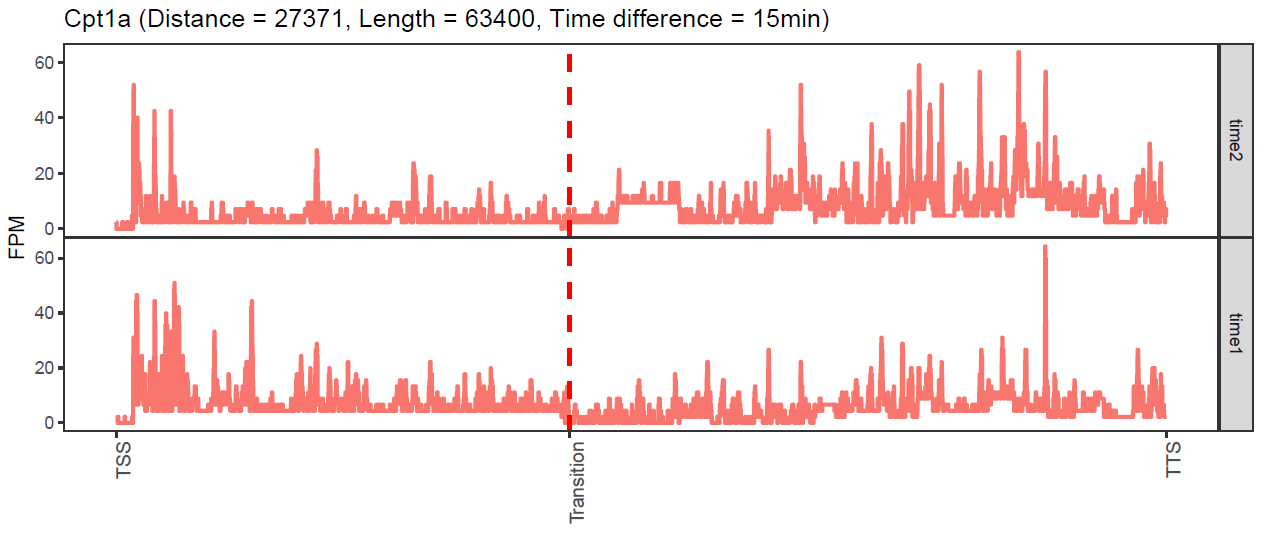 Cpt1a (Distance = 27371, Length = 63400, Time difference = 15min)
FPM
60
40
20
0
time2
60
40
20
0
time1
TSS
Transition
TTS